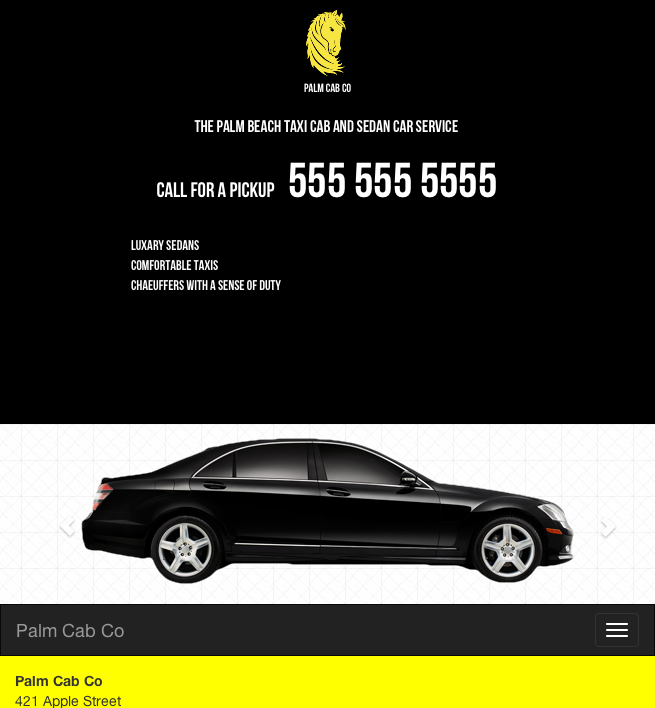 PALM CAB CO
THE PALM BEACH TAXI CAB AND SEDAN CAR SERVICE
CALL FOR A PICKUP 555 555 5555
LUXARY SEDANS
COMFORTABLE TAXIS
CHAEUFFERS WITH A SENSE OF DUTY
Palm Cab Co
Palm Cab Co
421 Apple Street